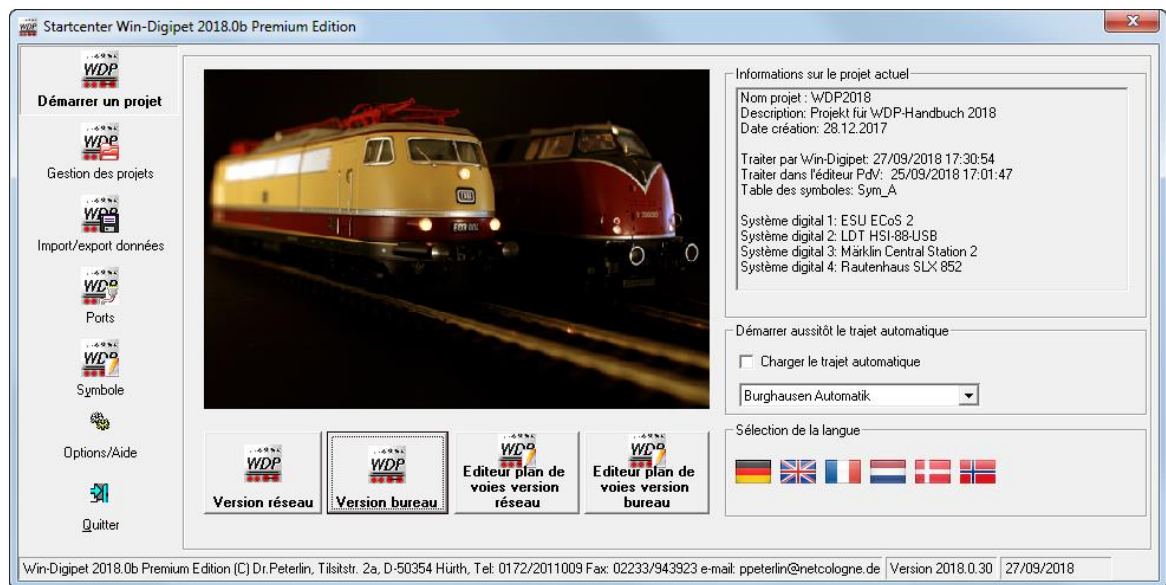 Startcenter Win-Digipet 2018.0b Premium Edition
WDP
Démarrer un projet
WDP
Gestion des projets
WDP
Import/export données
WDP
Ports
WDP
Symbole
Options/Aide
Quitter
E03 001
WDP
Version réseau
WDP
Version bureau
WDP
Editeur plan de
voies version
réseau
WDP
Editeur plan de
voies version
bureau
Informations sur le projet actuel
Nom projet : WDP2018
Description: Projekt für WDP-Handbuch 2018
Date création: 28.12.2017
Traiter par Win-Digipet: 27/09/2018 17:30:54
Traiter dans l'éditeur PdV: 25/09/2018 17:01:47
Table des symboles: Sym_A
Système digital 1: ESU ECoS 2
Système digital 2: LDT HSI-88-USB
Système digital 3: Märklin Central Station 2
Système digital 4: Rautenhaus SLX 852
Démarrer aussitôt le trajet automatique
Charger le trajet automatique
Burghausen Automatik
Sélection de la langue
Win-Digipet 2018.0b Premium Edition (C) Dr.Peterlin, Tilsitstr. 2a, D-50354 Hürth, Tel: 0172/2011009 Fax: 02233/943923 e-mail: ppeterlin@netcologne.de Version 2018.0.30 27/09/2018